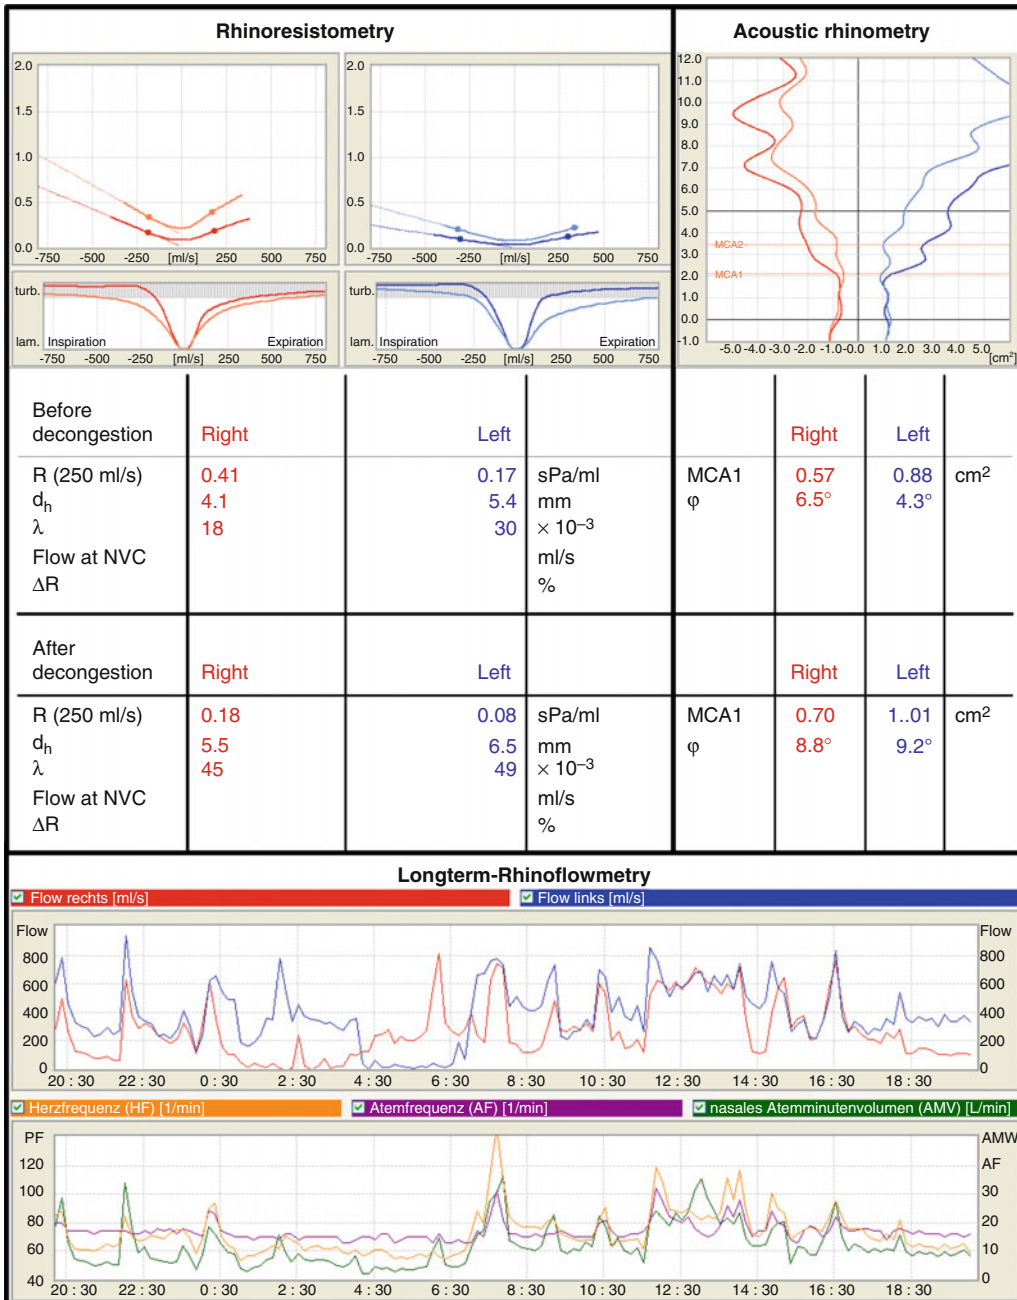 Rhinoresistometry
Acoustic rhinometry
2.0
1.5
1.0
0.5
0.0
-750 -500 -250 [ml/s] 250 500 750
2.0
1.5
1.0
0.5
0.0
-750 -500 -250 [ml/s] 250 500 750
turb.
lam. Inspiration Expiration
-750 -500 -250 [ml/s] 250 500 750
turb.
lam. Inspiration Expiration
-750 -500 -250 [ml/s] 250 500 750
12.0
11.0
10.0
9.0
8.0
7.0
6.0
5.0
4.0
MCA2
3.0
MCA1
2.0
1.0
0.0
-1.0
-5.0 -4.0 -3.0 -2.0 -1.0 -0.0 1.0 2.0 3.0 4.0 5.0
[cm²]
Before
decongestion Right Left Right Left
R (250 ml/s) 0.41 0.17 sPa/ml MCA1 0.57 0.88 cm²
dₕ 4.1 5.4 mm φ 6.5° 4.3°
λ 18 30 × 10⁻³
Flow at NVC ml/s
ΔR %
After
decongestion Right Left Right Left
R (250 ml/s) 0.18 0.08 sPa/ml MCA1 0.70 1..01 cm²
dₕ 5.5 6.5 mm φ 8.8° 9.2°
λ 45 49 × 10⁻³
Flow at NVC ml/s
ΔR %
Longterm-Rhinoflowmetry
Flow rechts [ml/s] Flow links [ml/s]
Flow Flow
800 800
600 600
400 400
200 200
0 0
20 : 30 22 : 30 0 : 30 2 : 30 4 : 30 6 : 30 8 : 30 10 : 30 12 : 30 14 : 30 16 : 30 18 : 30
Herzfrequenz (HF) [1/min] Atemfrequenz (AF) [1/min] nasales Atemminutenvolumen (AMV) [L/min]
PF AMW
120 AF
100 30
80 20
60 10
40 0
20 : 30 22 : 30 0 : 30 2 : 30 4 : 30 6 : 30 8 : 30 10 : 30 12 : 30 14 : 30 16 : 30 18 : 30